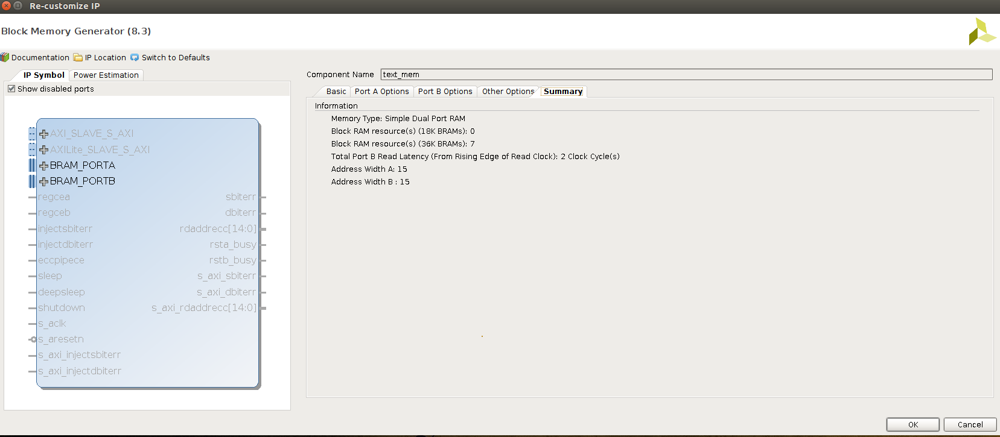 Re-customize IP
Block Memory Generator (8.3)
Documentation IP Location Switch to Defaults
IP Symbol Power Estimation
Show disabled ports
AXI_SLAVE_S_AXI
AXILite_SLAVE_S_AXI
BRAM_PORTA
BRAM_PORTB
regcea sbiterr
regceb dbiterr
injectsbiterr rdaddrecc[14:0]
injectdbiterr rsta_busy
eccpipece rstb_busy
sleep s_axi_sbiterr
deepsleep s_axi_dbiterr
shutdown s_axi_rdaddrecc[14:0]
s_aclk
s_aresetn
s_axi_injectsbiterr
s_axi_injectdbiterr
Component Name text_mem
Basic Port A Options Port B Options Other Options Summary
Information
Memory Type: Simple Dual Port RAM
Block RAM resource(s) (18K BRAMs): 0
Block RAM resource(s) (36K BRAMs): 7
Total Port B Read Latency (From Rising Edge of Read Clock): 2 Clock Cycle(s)
Address Width A: 15
Address Width B : 15
OK Cancel